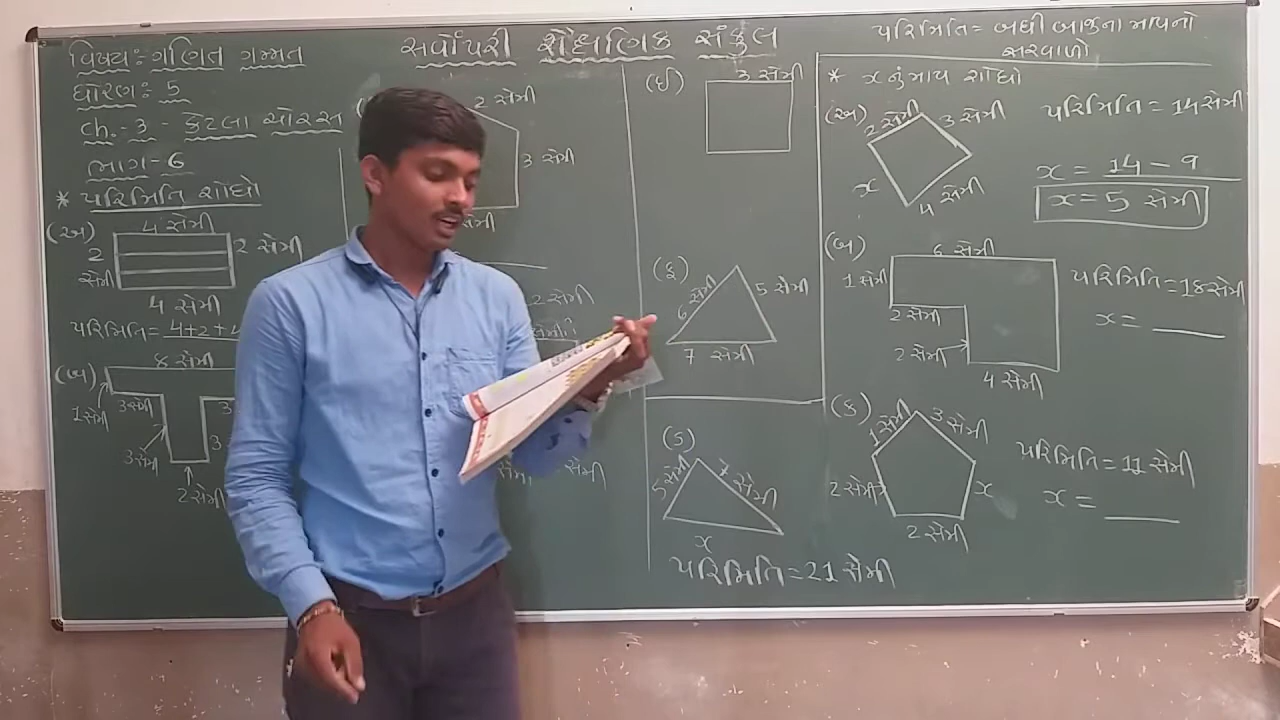 વિષય: ગણિત ગમ્મત
ધોરણ: 5
ch.-3 - કેટલા ચોરસ
ભાગ-6
* પરિમિતિ શોધો
(અ)
4 સેમી
2
સેમી
2 સેમી
4 સેમી
પરિમિતિ = 4+2+4
(બ)
8 સેમી
1 સેમી
3 સેમી
3
3 સેમી
3
2 સેમી
સર્વોપરી શૈક્ષણિક સંકુલ
2 સેમી
3 સેમી
સેમી
2 સેમી
સેમી
સેમી
(ઈ)
3 સેમી
(ફ)
6 સેમી
5 સેમી
7 સેમી
(ડ)
5 સેમી
7 સેમી
x
પરિમિતિ = 21 સેમી
પરિમિતિ = બધી બાજુના માપનો
સરવાળો
* x નું માપ શોધો
(અ)
2 સેમી
3 સેમી
x
4 સેમી
પરિમિતિ = 14 સેમી
x = 14 - 9
x = 5 સેમી
(બ)
6 સેમી
1 સેમી
2 સેમી
2 સેમી
4 સેમી
પરિમિતિ = 18 સેમી
x =
(ક)
1 સેમી
3 સેમી
2 સેમી
x
2 સેમી
પરિમિતિ = 11 સેમી
x =